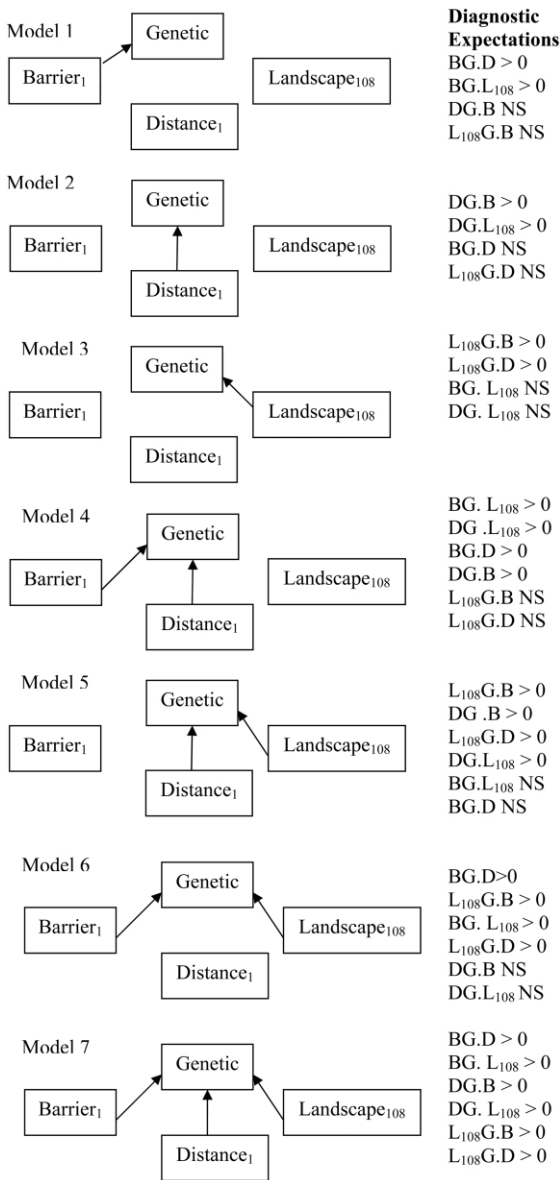 Diagnostic
Expectations
Model 1
Genetic
Barrier₁
Landscape₁₀₈
Distance₁
BG.D > 0
BG.L₁₀₈ > 0
DG.B NS
L₁₀₈G.B NS
Model 2
Genetic
Barrier₁
Landscape₁₀₈
Distance₁
DG.B > 0
DG.L₁₀₈ > 0
BG.D NS
L₁₀₈G.D NS
Model 3
Genetic
Barrier₁
Landscape₁₀₈
Distance₁
L₁₀₈G.B > 0
L₁₀₈G.D > 0
BG. L₁₀₈ NS
DG. L₁₀₈ NS
Model 4
Genetic
Barrier₁
Landscape₁₀₈
Distance₁
BG. L₁₀₈ > 0
DG .L₁₀₈ > 0
BG.D > 0
DG.B > 0
L₁₀₈G.B NS
L₁₀₈G.D NS
Model 5
Genetic
Barrier₁
Landscape₁₀₈
Distance₁
L₁₀₈G.B > 0
DG .B > 0
L₁₀₈G.D > 0
DG.L₁₀₈ > 0
BG.L₁₀₈ NS
BG.D NS
Model 6
Genetic
Barrier₁
Landscape₁₀₈
Distance₁
BG.D>0
L₁₀₈G.B > 0
BG. L₁₀₈ > 0
L₁₀₈G.D > 0
DG.B NS
DG.L₁₀₈ NS
Model 7
Genetic
Barrier₁
Landscape₁₀₈
Distance₁
BG.D > 0
BG. L₁₀₈ > 0
DG.B > 0
DG. L₁₀₈ > 0
L₁₀₈G.B > 0
L₁₀₈G.D > 0